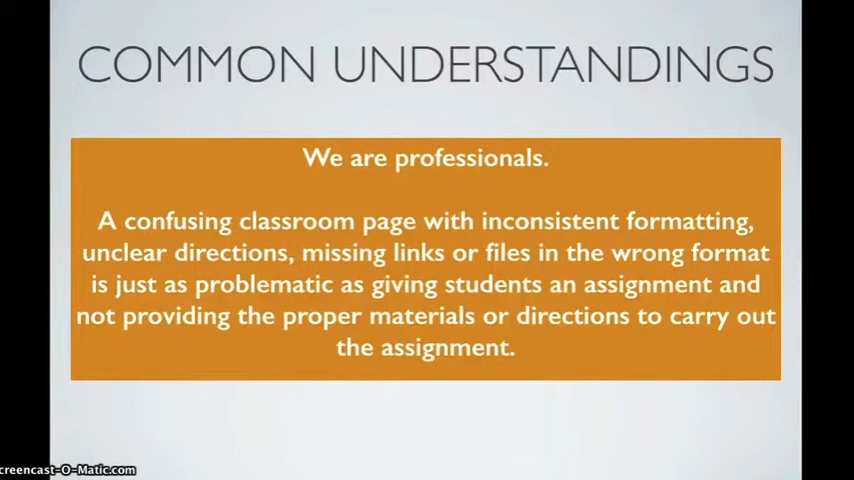 COMMON UNDERSTANDINGS
We are professionals.
A confusing classroom page with inconsistent formatting,
unclear directions, missing links or files in the wrong format
is just as problematic as giving students an assignment and
not providing the proper materials or directions to carry out
the assignment.
creencast-O-Matic.com